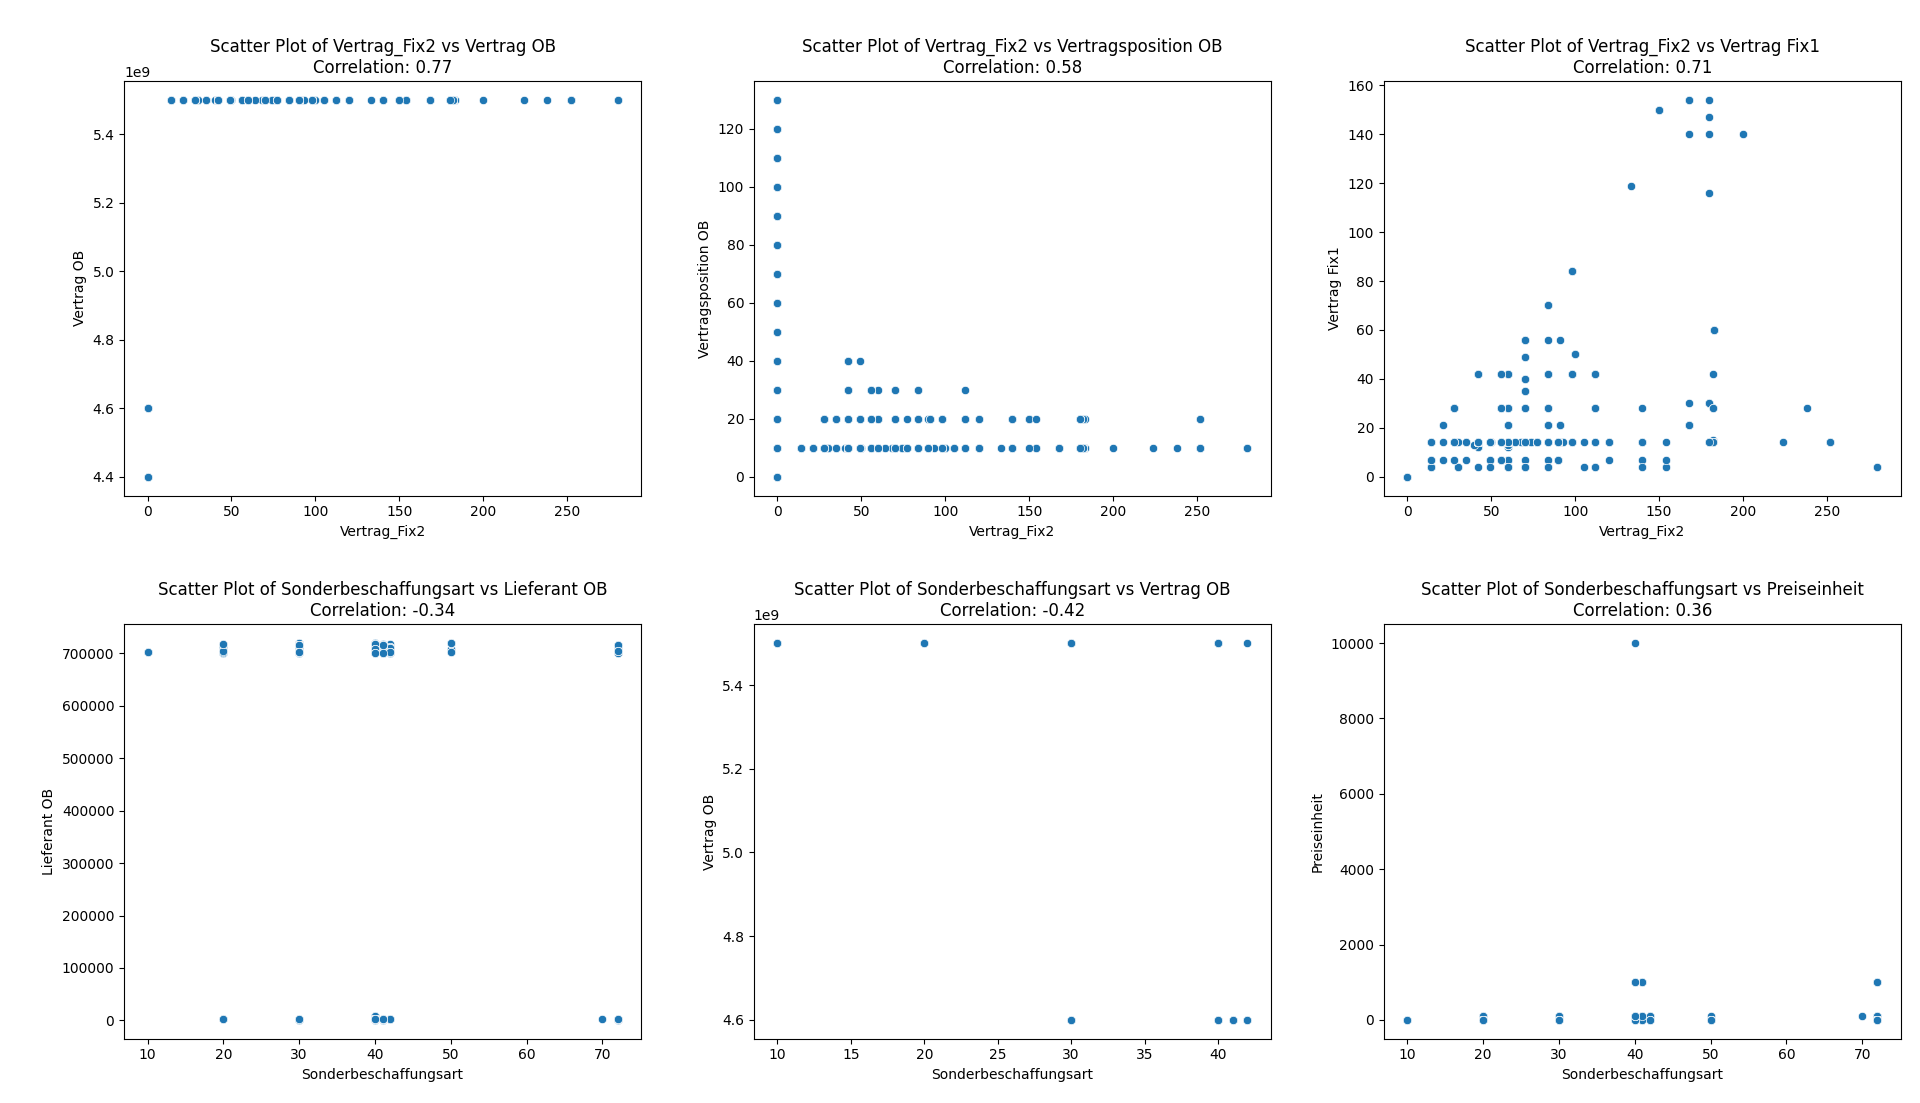 Scatter Plot of Vertrag_Fix2 vs Vertrag OB
Correlation: 0.77
1e9
5.4
5.2
5.0
4.8
4.6
4.4
Vertrag OB
0 50 100 150 200 250
Vertrag_Fix2
Scatter Plot of Vertrag_Fix2 vs Vertragsposition OB
Correlation: 0.58
120
100
80
60
40
20
0
Vertragsposition OB
0 50 100 150 200 250
Vertrag_Fix2
Scatter Plot of Vertrag_Fix2 vs Vertrag Fix1
Correlation: 0.71
160
140
120
100
80
60
40
20
0
Vertrag Fix1
0 50 100 150 200 250
Vertrag_Fix2
Scatter Plot of Sonderbeschaffungsart vs Lieferant OB
Correlation: -0.34
700000
600000
500000
400000
300000
200000
100000
0
Lieferant OB
10 20 30 40 50 60 70
Sonderbeschaffungsart
Scatter Plot of Sonderbeschaffungsart vs Vertrag OB
Correlation: -0.42
1e9
5.4
5.2
5.0
4.8
4.6
Vertrag OB
10 15 20 25 30 35 40
Sonderbeschaffungsart
Scatter Plot of Sonderbeschaffungsart vs Preiseinheit
Correlation: 0.36
10000
8000
6000
4000
2000
0
Preiseinheit
10 20 30 40 50 60 70
Sonderbeschaffungsart